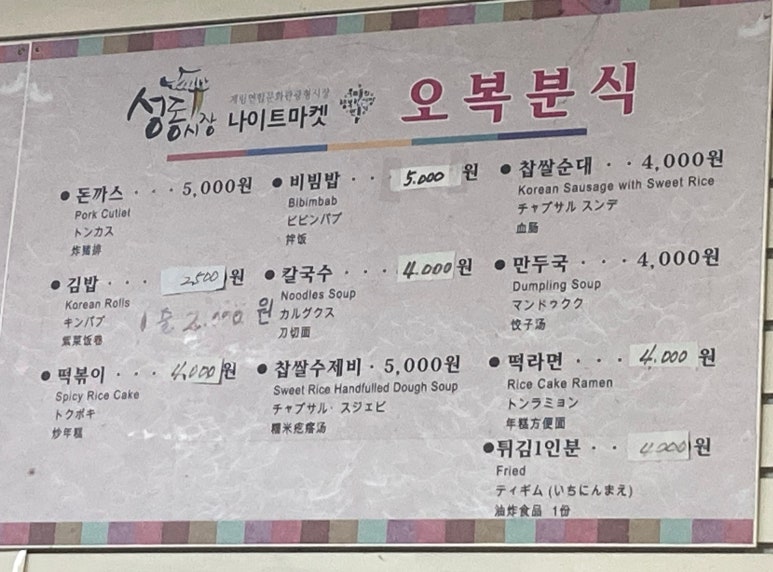 성동시장
계림연합문화관광형시장
나이트마켓
오복분식
● 돈까스 · · · 5,000원
Pork Cutlet
トンカス
炸豬排
● 비빔밥 · · 5.000 원
Bibimbab
ビビンバブ
拌饭
● 찹쌀순대 · · 4,000원
Korean Sausage with Sweet Rice
チャブサル スンデ
血肠
● 김밥 · · · 2500 원
Korean Rolls
キンパブ
紫菜饭卷
1줄 2.000 원
● 칼국수 · · · 4.000 원
Noodles Soup
カルグクス
刀切面
● 만두국 · · · 4,000원
Dumpling Soup
マンドゥクク
饺子汤
● 떡볶이 · · · 4,000 원
Spicy Rice Cake
トクポキ
炒年糕
● 찹쌀수제비 · 5,000원
Sweet Rice Handfulled Dough Soup
チャブサル · スジェビ
糯米疙瘩汤
● 떡라면 · · · 4.000 원
Rice Cake Ramen
トンラミョン
年糕方便面
● 튀김1인분 · · 4000 원
Fried
ティギム (いちにんまえ)
油炸食品 1份